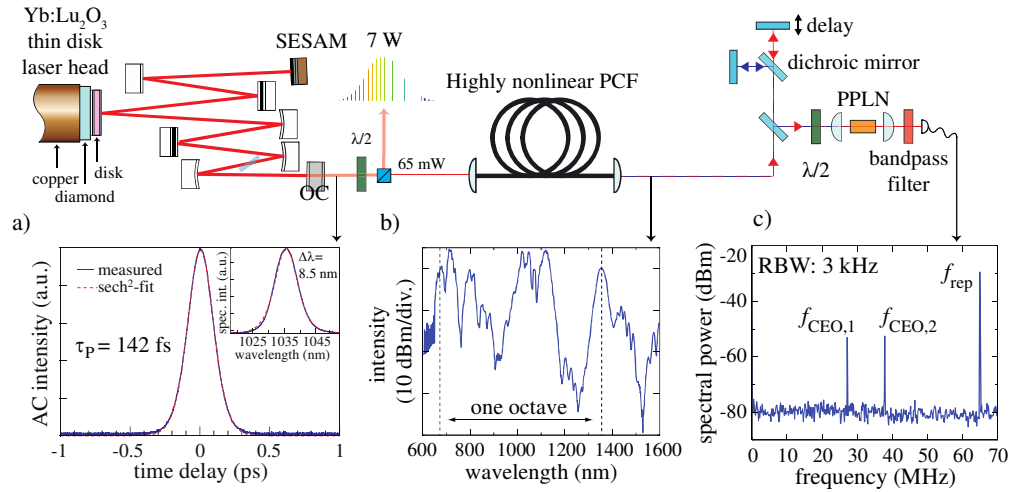 Yb:Lu₂O₃
thin disk
laser head
SESAM
7 W
Highly nonlinear PCF
delay
dichroic mirror
PPLN
λ/2
65 mW
OC
λ/2
bandpass
filter
copper
diamond
disk
a)
measured
sech²-fit
τP = 142 fs
Δλ=
8.5 nm
spec. int. (a.u.)
1025 1035 1045
wavelength (nm)
AC intensity (a.u.)
-1 -0.5 0 0.5 1
time delay (ps)
b)
intensity
(10 dBm/div.)
one octave
600 800 1000 1200 1400 1600
wavelength (nm)
c)
RBW: 3 kHz
frep
fCEO,1
fCEO,2
spectral power (dBm)
-20
-40
-60
-80
0 10 20 30 40 50 60 70
frequency (MHz)